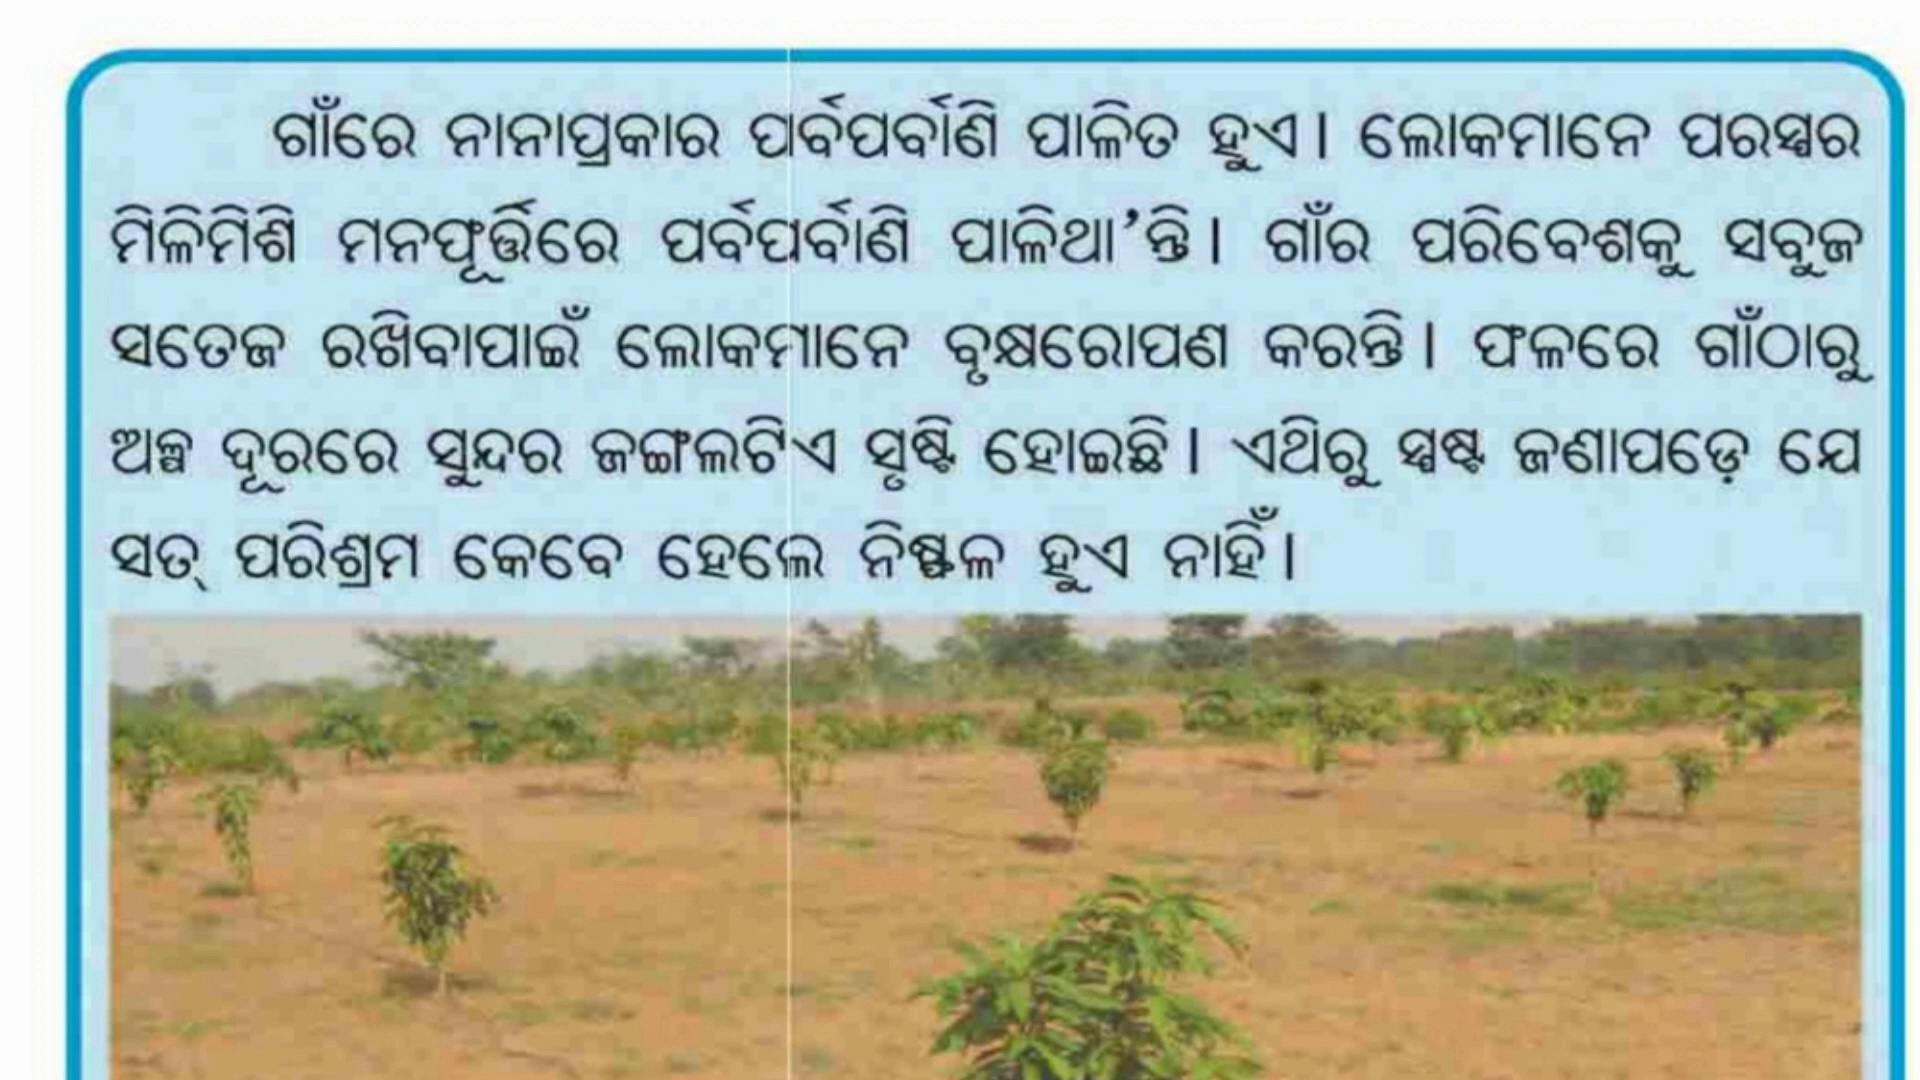 ଗାଁରେ ନାନାପ୍ରକାର ପର୍ବପର୍ବାଣି ପାଳିତ ହୁଏ। ଲୋକମାନେ ପରସ୍ପର
ମିଳିମିଶି ମନଫୂର୍ତ୍ତିରେ ପର୍ବପର୍ବାଣି ପାଳିଥା’ନ୍ତି। ଗାଁର ପରିବେଶକୁ ସବୁଜ
ସତେଜ ରଖିବାପାଇଁ ଲୋକମାନେ ବୃକ୍ଷରୋପଣ କରନ୍ତି। ଫଳରେ ଗାଁଠାରୁ
ଅଳ୍ପ ଦୂରରେ ସୁନ୍ଦର ଜଙ୍ଗଲଟିଏ ସୃଷ୍ଟି ହୋଇଛି। ଏଥିରୁ ସ୍ପଷ୍ଟ ଜଣାପଡ଼େ ଯେ
ସତ୍ ପରିଶ୍ରମ କେବେ ହେଲେ ନିଷ୍ଫଳ ହୁଏ ନାହିଁ।